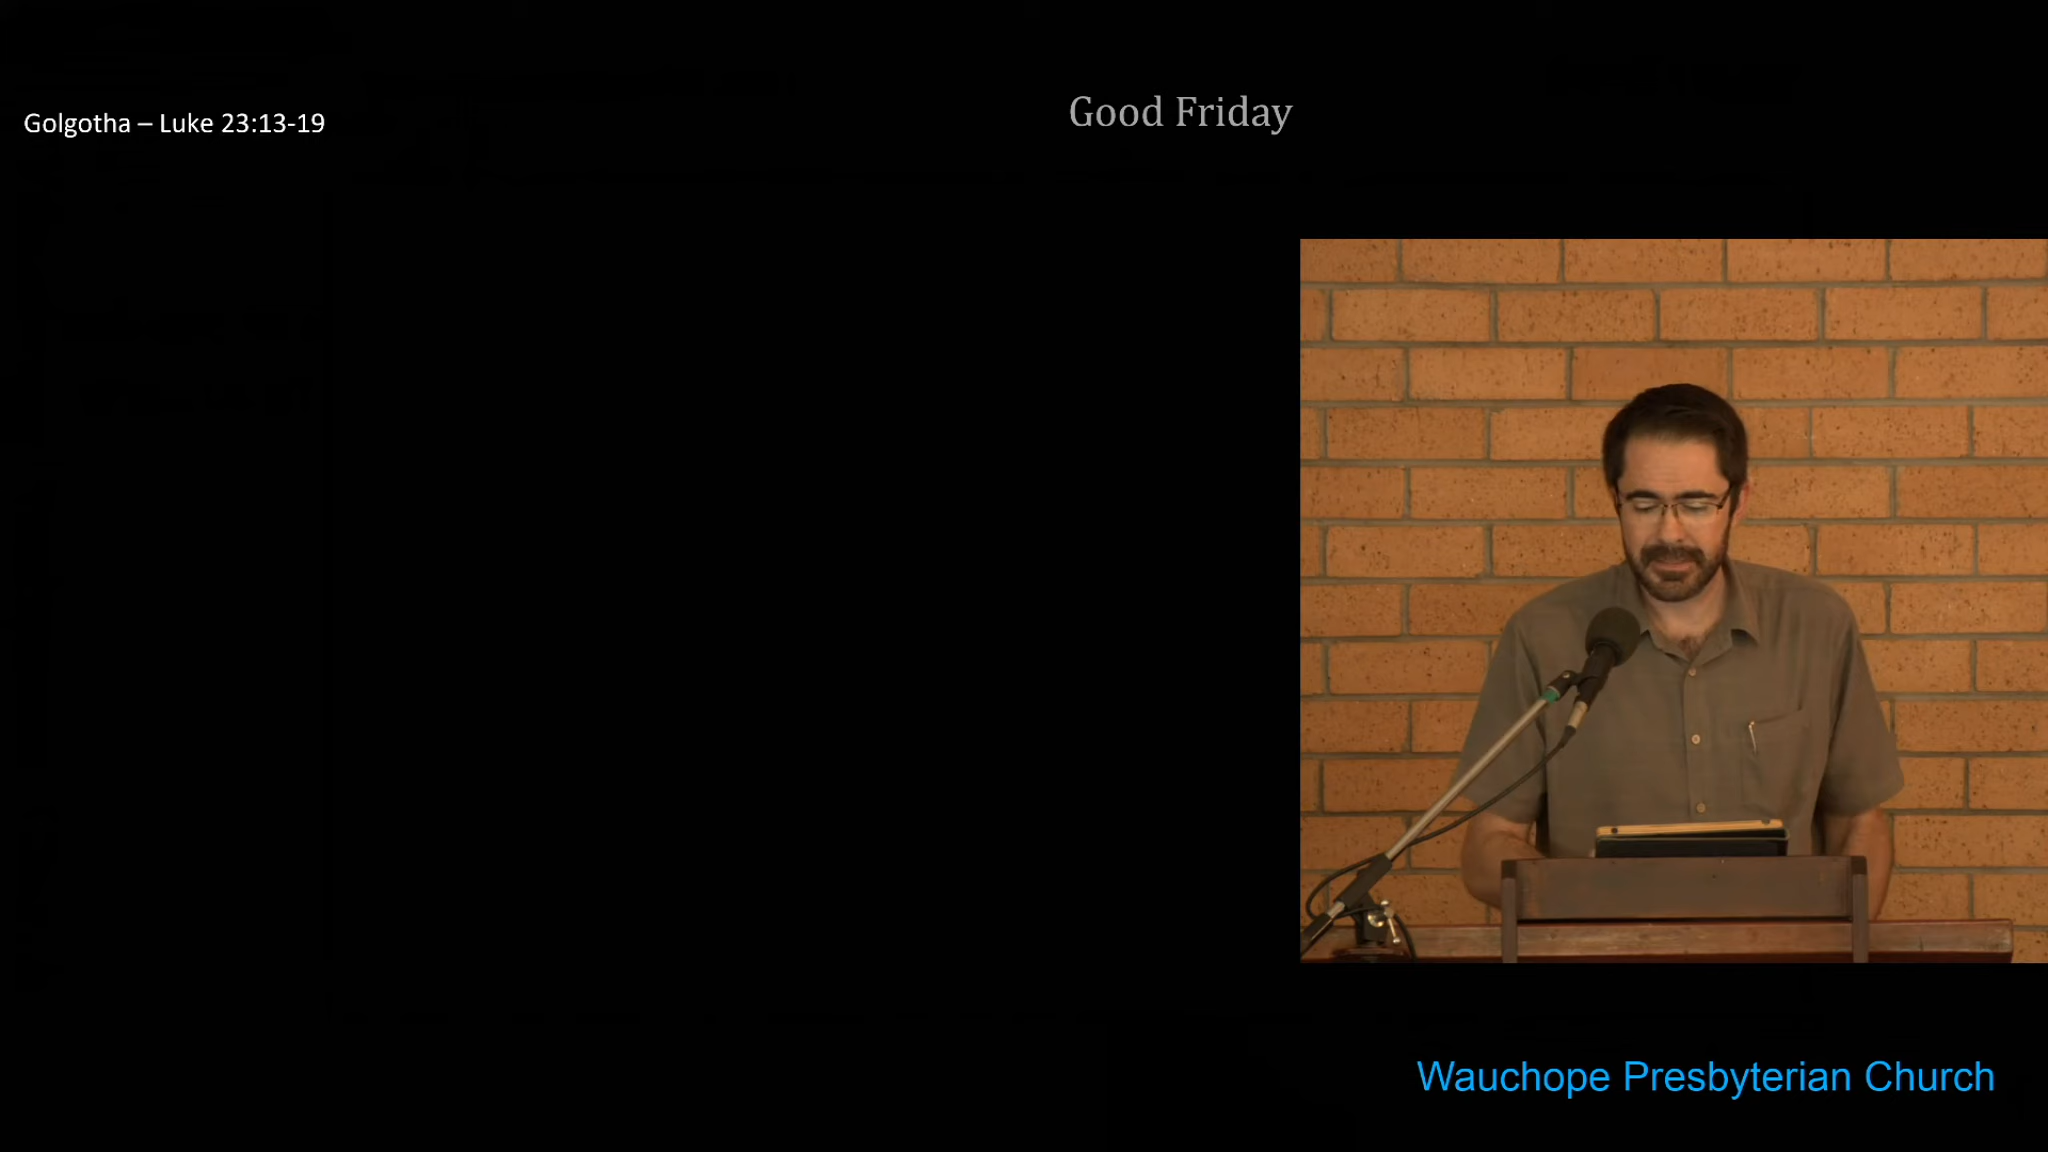 Golgotha – Luke 23:13-19
Good Friday
Wauchope Presbyterian Church